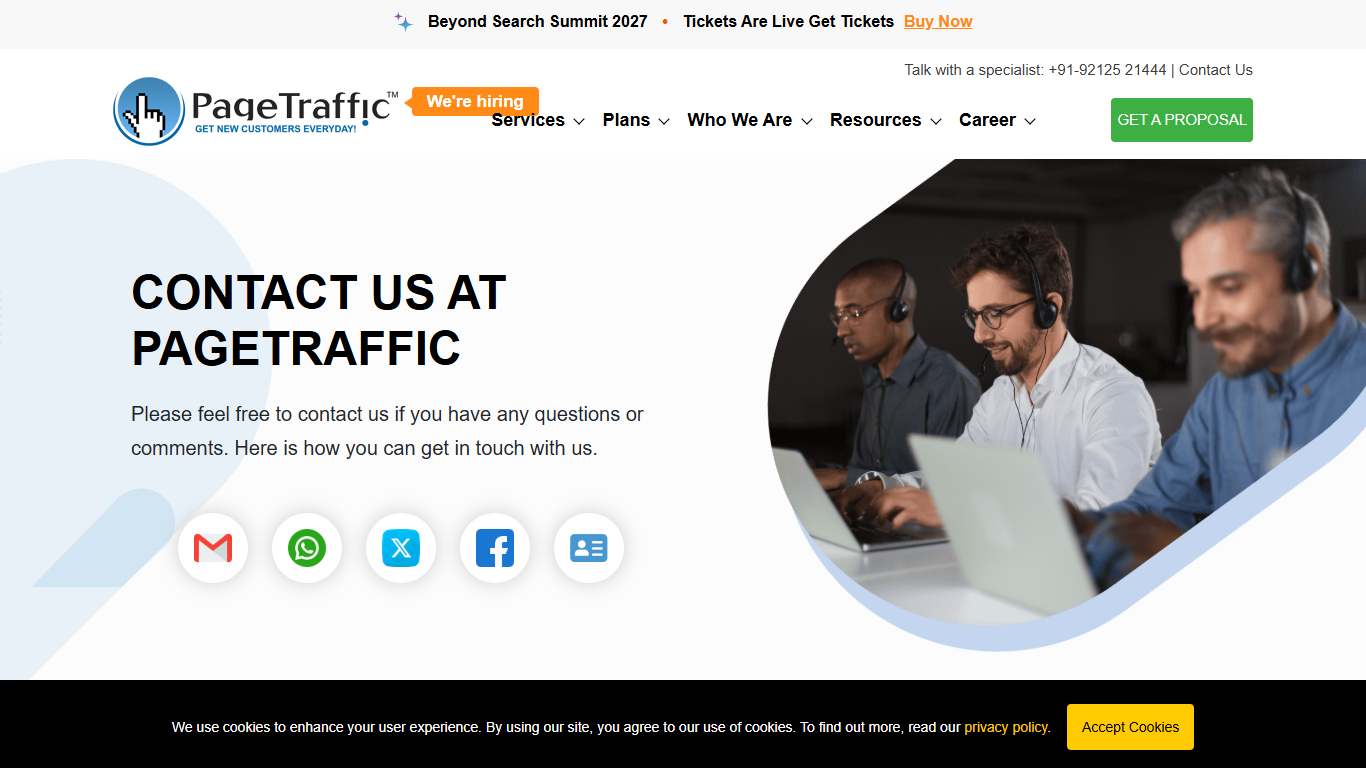 Beyond Search Summit 2027 • Tickets Are Live Get Tickets Buy Now
Talk with a specialist: +91-92125 21444 | Contact Us
PageTraffic™
GET NEW CUSTOMERS EVERYDAY!
We're hiring
Services Plans Who We Are Resources Career
GET A PROPOSAL
CONTACT US AT
PAGETRAFFIC
Please feel free to contact us if you have any questions or
comments. Here is how you can get in touch with us.
We use cookies to enhance your user experience. By using our site, you agree to our use of cookies. To find out more, read our privacy policy.
Accept Cookies